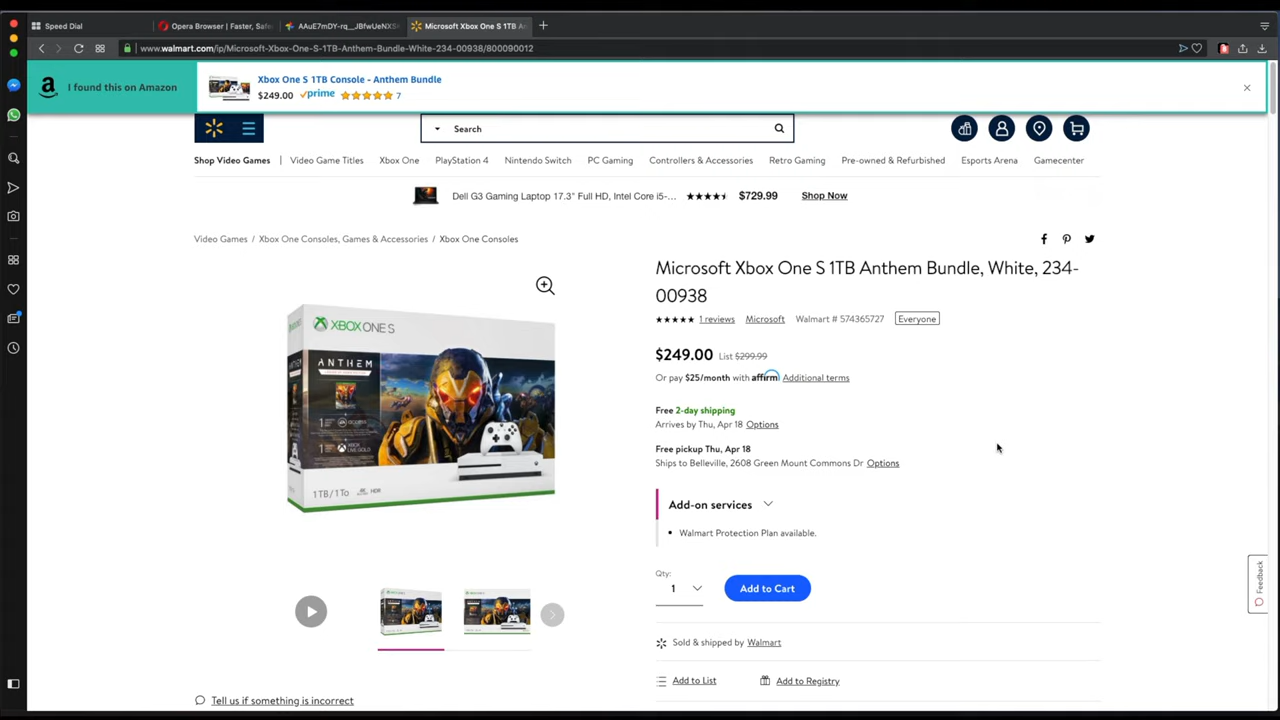 Speed Dial
Opera Browser | Faster, Safe
AAuE7mDY-rq__JBfwUeNXS
Microsoft Xbox One S 1TB A
www.walmart.com/ip/Microsoft-Xbox-One-S-1TB-Anthem-Bundle-White-234-00938/800090012
a I found this on Amazon
Xbox One S 1TB Console - Anthem Bundle
$249.00 prime 7
Search
Shop Video Games | Video Game Titles Xbox One PlayStation 4 Nintendo Switch PC Gaming Controllers & Accessories Retro Gaming Pre-owned & Refurbished Esports Arena Gamecenter
Dell G3 Gaming Laptop 17.3" Full HD, Intel Core i5-... $729.99 Shop Now
Video Games / Xbox One Consoles, Games & Accessories / Xbox One Consoles
Microsoft Xbox One S 1TB Anthem Bundle, White, 234-
00938
1 reviews Microsoft Walmart # 574365727 Everyone
$249.00 List $299.99
Or pay $25/month with affirm Additional terms
Free 2-day shipping
Arrives by Thu, Apr 18 Options
Free pickup Thu, Apr 18
Ships to Belleville, 2608 Green Mount Commons Dr Options
Add-on services
• Walmart Protection Plan available.
Qty:
1
Add to Cart
Sold & shipped by Walmart
Add to List
Add to Registry
XBOX ONE S
ANTHEM
1 EA ACCESS
1 XBOX LIVE GOLD
1TB/1To 4K HDR
Tell us if something is incorrect
Feedback